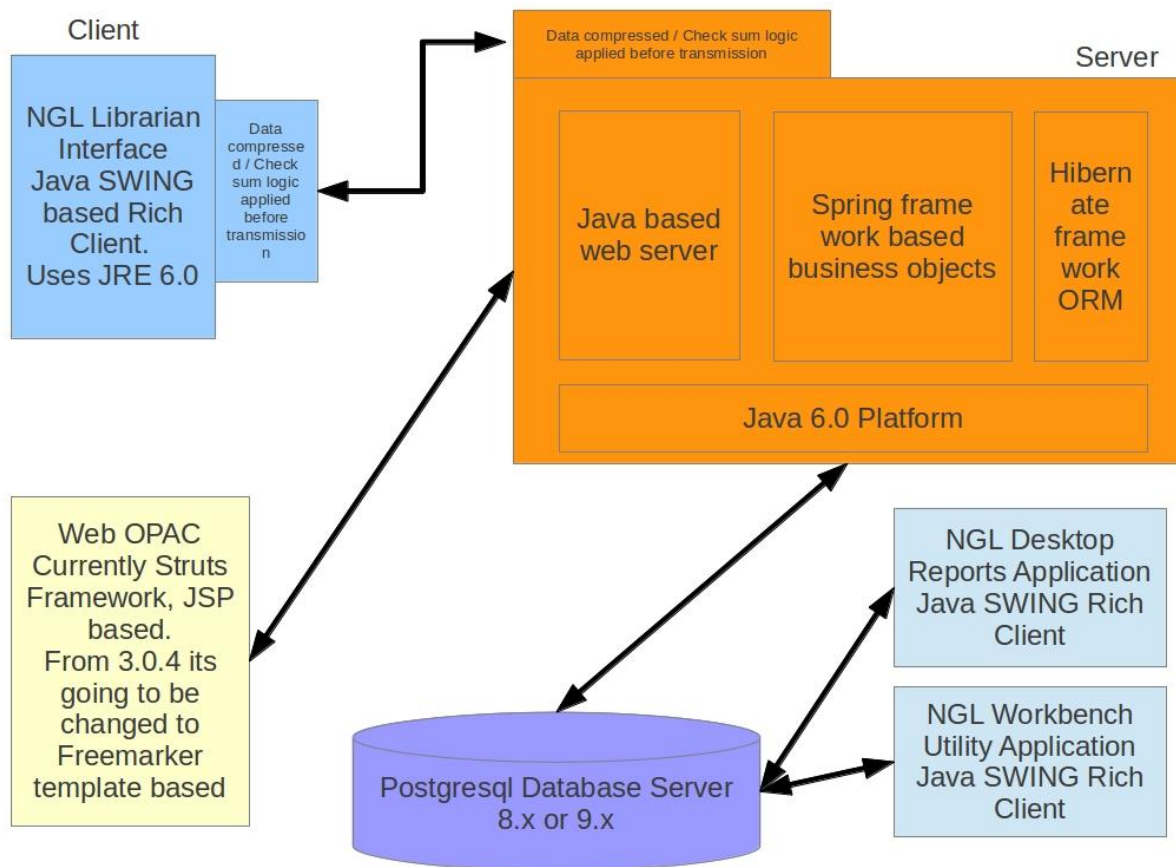 Client
NGL Librarian
Interface
Java SWING
based Rich
Client.
Uses JRE 6.0
Data
compresse
d / Check
sum logic
applied
before
transmissio
n
Data compressed / Check sum logic
applied before transmission
Server
Java based
web server
Spring frame
work based
business objects
Hibern
ate
frame
work
ORM
Java 6.0 Platform
Web OPAC
Currently Struts
Framework, JSP
based.
From 3.0.4 its
going to be
changed to
Freemarker
template based
Postgresql Database Server
8.x or 9.x
NGL Desktop
Reports Application
Java SWING Rich
Client
NGL Workbench
Utility Application
Java SWING Rich
Client